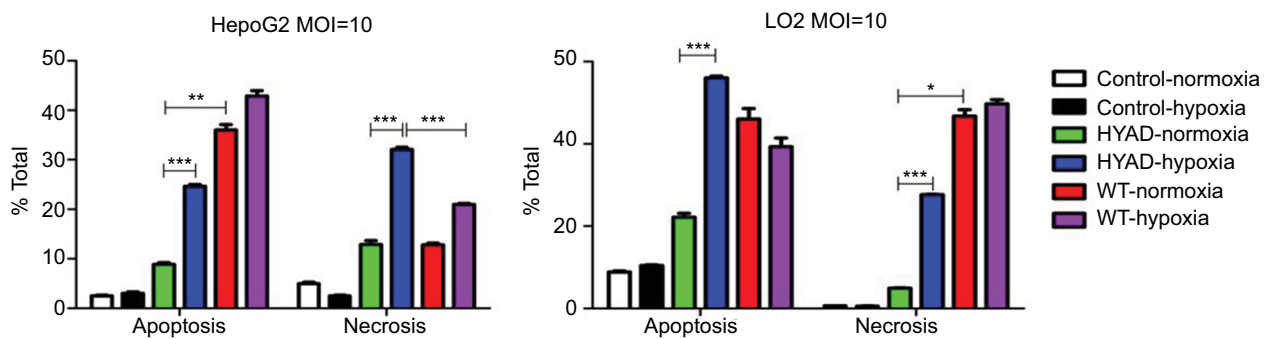 HepoG2 MOI=10
% Total
50
40
30
20
10
0
**
***
***
***
Apoptosis
Necrosis
LO2 MOI=10
% Total
50
40
20
0
***
*
***
Apoptosis
Necrosis
Control-normoxia
Control-hypoxia
HYAD-normoxia
HYAD-hypoxia
WT-normoxia
WT-hypoxia